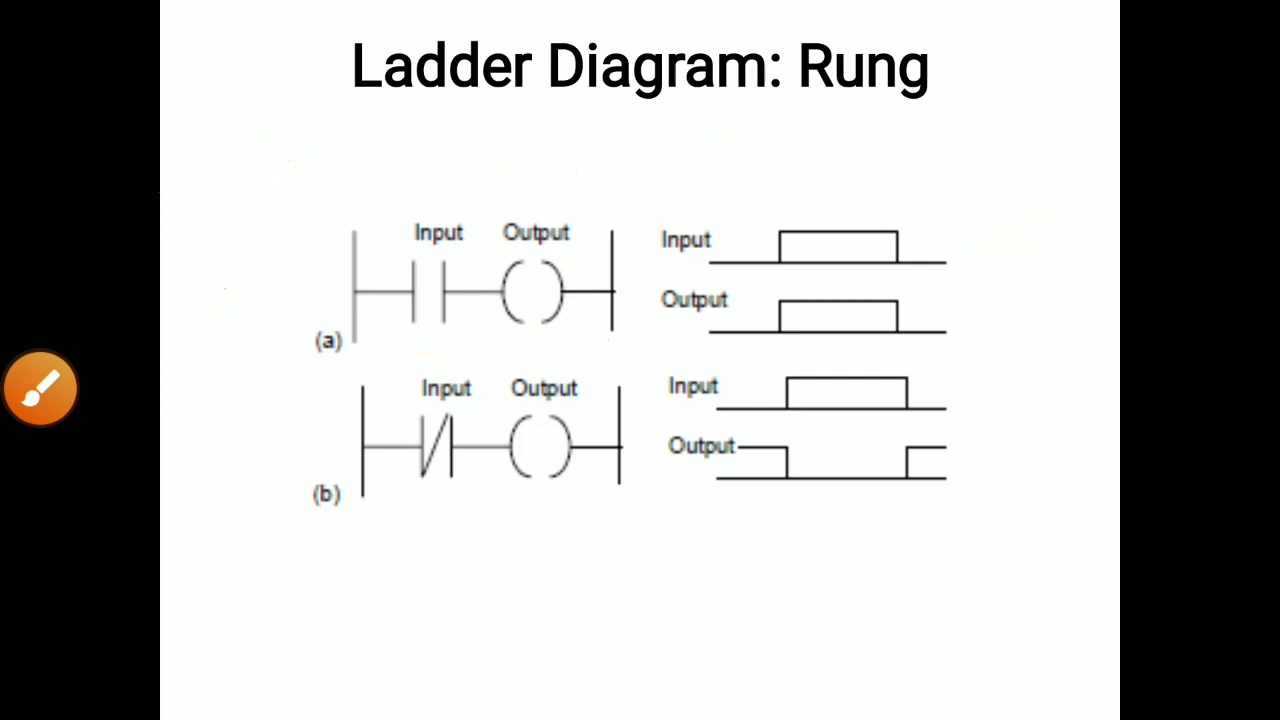 Ladder Diagram: Rung
Input Output
Input
Output
(a)
Input Output
Input
Output
(b)